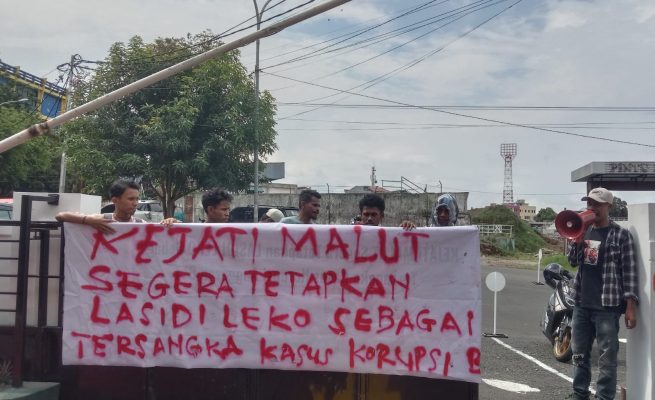 KEJATI MALUT
SEGERA TETAPKAN
LASIDI LEKO SEBAGAI
TERSANGKA KASUS KORUPSI B